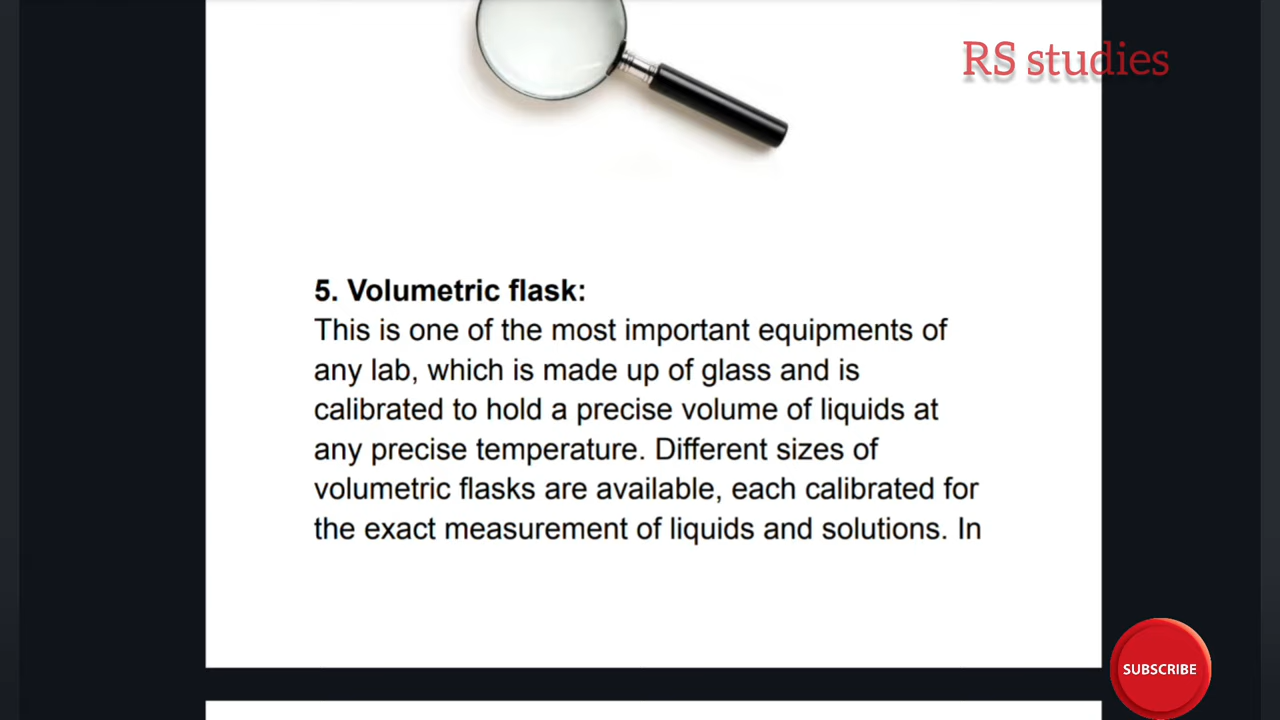 RS studies
5. Volumetric flask:
This is one of the most important equipments of
any lab, which is made up of glass and is
calibrated to hold a precise volume of liquids at
any precise temperature. Different sizes of
volumetric flasks are available, each calibrated for
the exact measurement of liquids and solutions. In
SUBSCRIBE